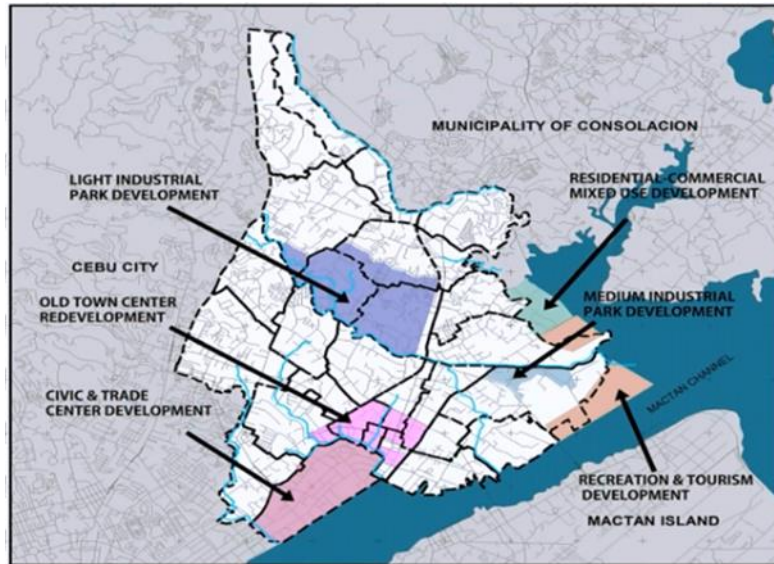 MUNICIPALITY OF CONSOLACION
LIGHT INDUSTRIAL
PARK DEVELOPMENT
RESIDENTIAL-COMMERCIAL
MIXED USE DEVELOPMENT
CEBU CITY
OLD TOWN CENTER
REDEVELOPMENT
MEDIUM INDUSTRIAL
PARK DEVELOPMENT
CIVIC & TRADE
CENTER DEVELOPMENT
MACTAN CHANNEL
RECREATION & TOURISM
DEVELOPMENT
MACTAN ISLAND